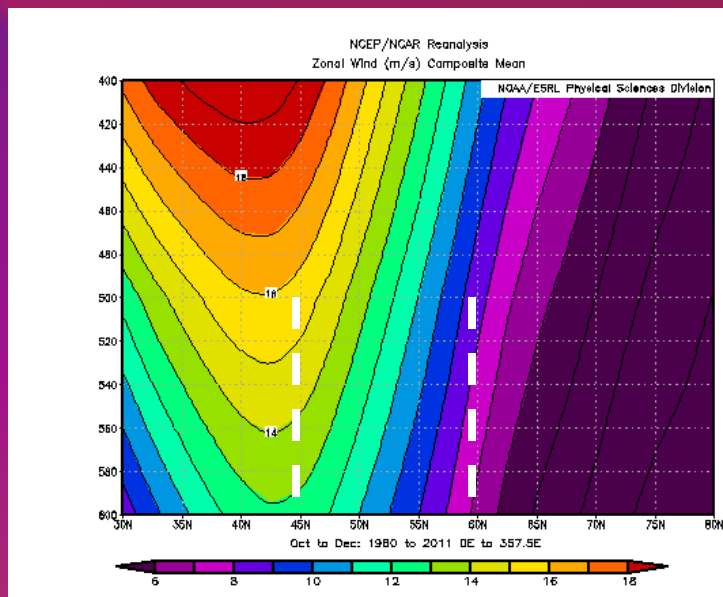 NCEP/NCAR Reanalysis
Zonal Wind (m/s) Composite Mean
NOAA/ESRL Physical Sciences Division
400
420
440
460
480
500
520
540
560
580
600
18
16
14
30N 35N 40N 45N 50N 55N 60N 65N 70N 75N 80N
Oct to Dec: 1980 to 2011 0E to 357.5E
6 8 10 12 14 16 18